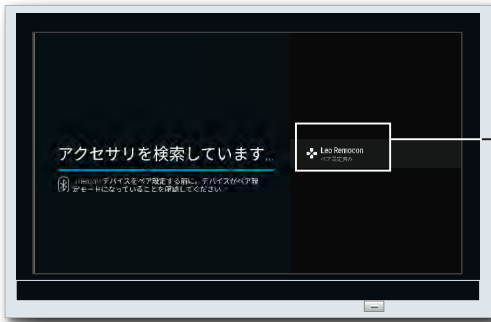 アクセサリを検索しています...
デバイスをペア設定する前に、デバイスがペア設
定モードになっていることを確認してください
Leo Remocon
ペア設定済み